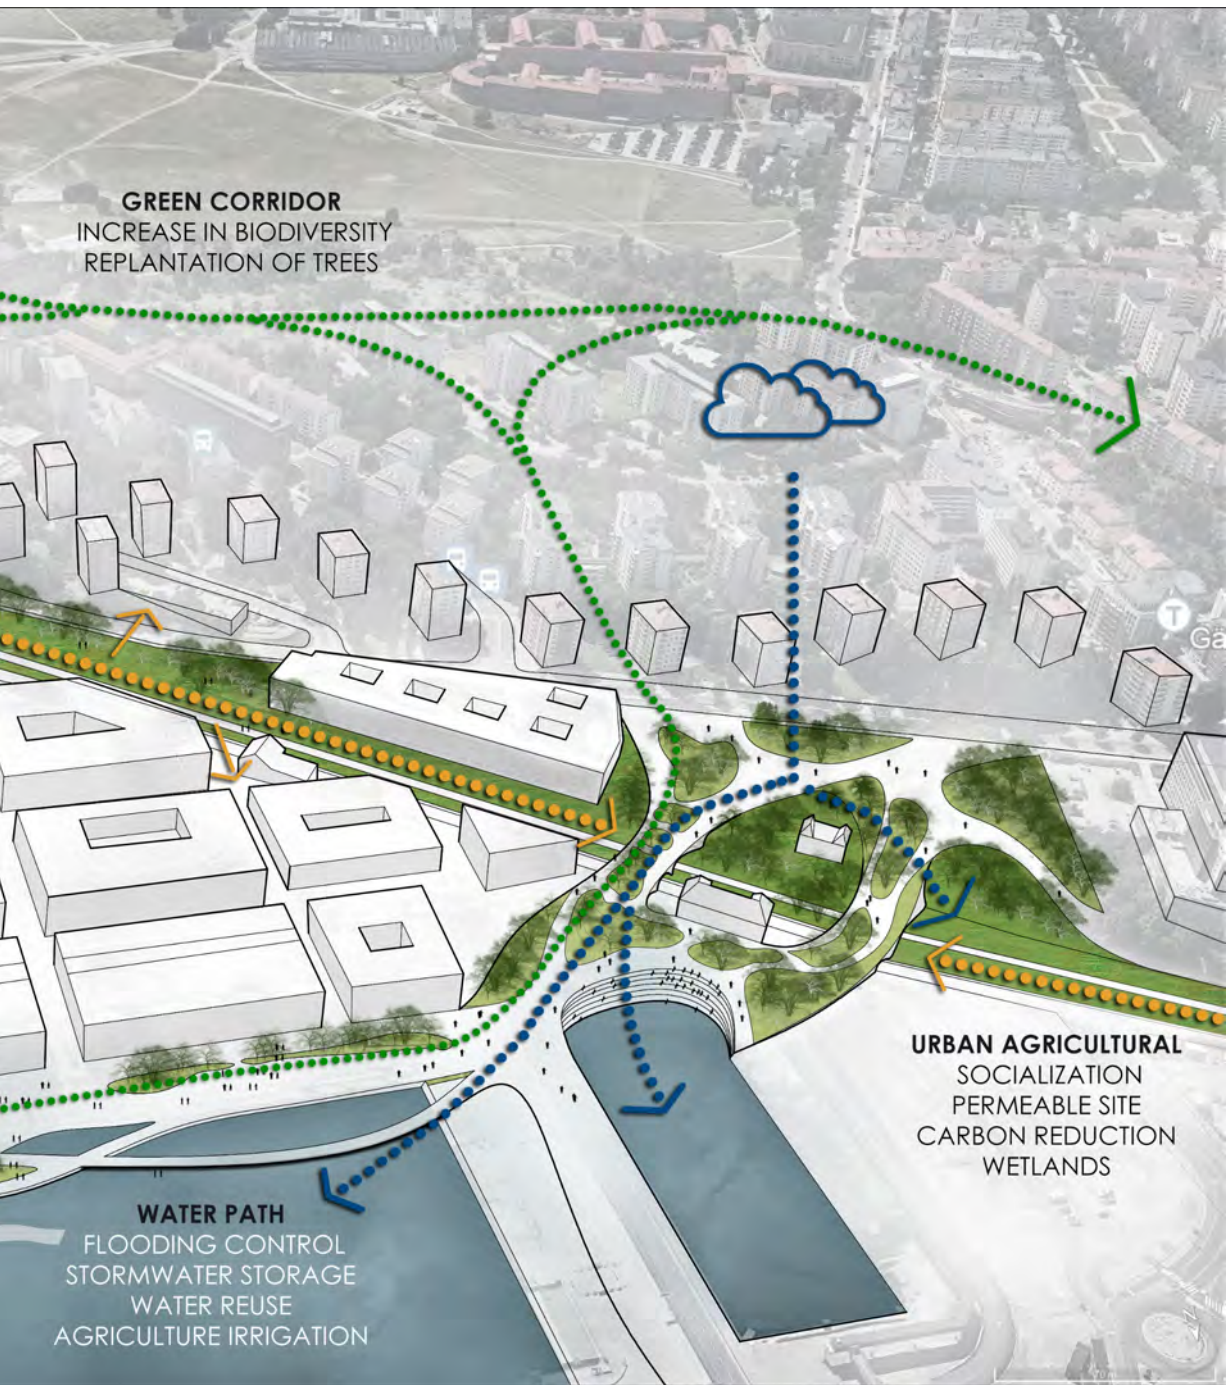 GREEN CORRIDOR
INCREASE IN BIODIVERSITY
REPLANTATION OF TREES
T
Ga
URBAN AGRICULTURAL
SOCIALIZATION
PERMEABLE SITE
CARBON REDUCTION
WETLANDS
WATER PATH
FLOODING CONTROL
STORMWATER STORAGE
WATER REUSE
AGRICULTURE IRRIGATION